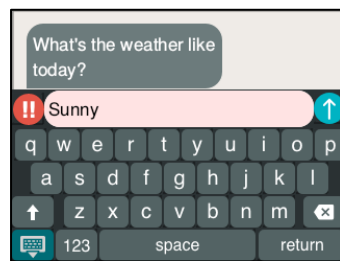 What's the weather like
today?
!! Sunny
q w e r t y u i o p
a s d f g h j k l
z x c v b n m
123 space return